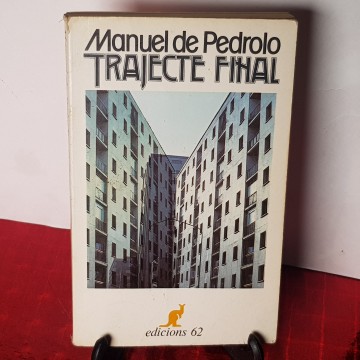 Manuel de Pedrolo
TRAJECTE FINAL
edicions 62